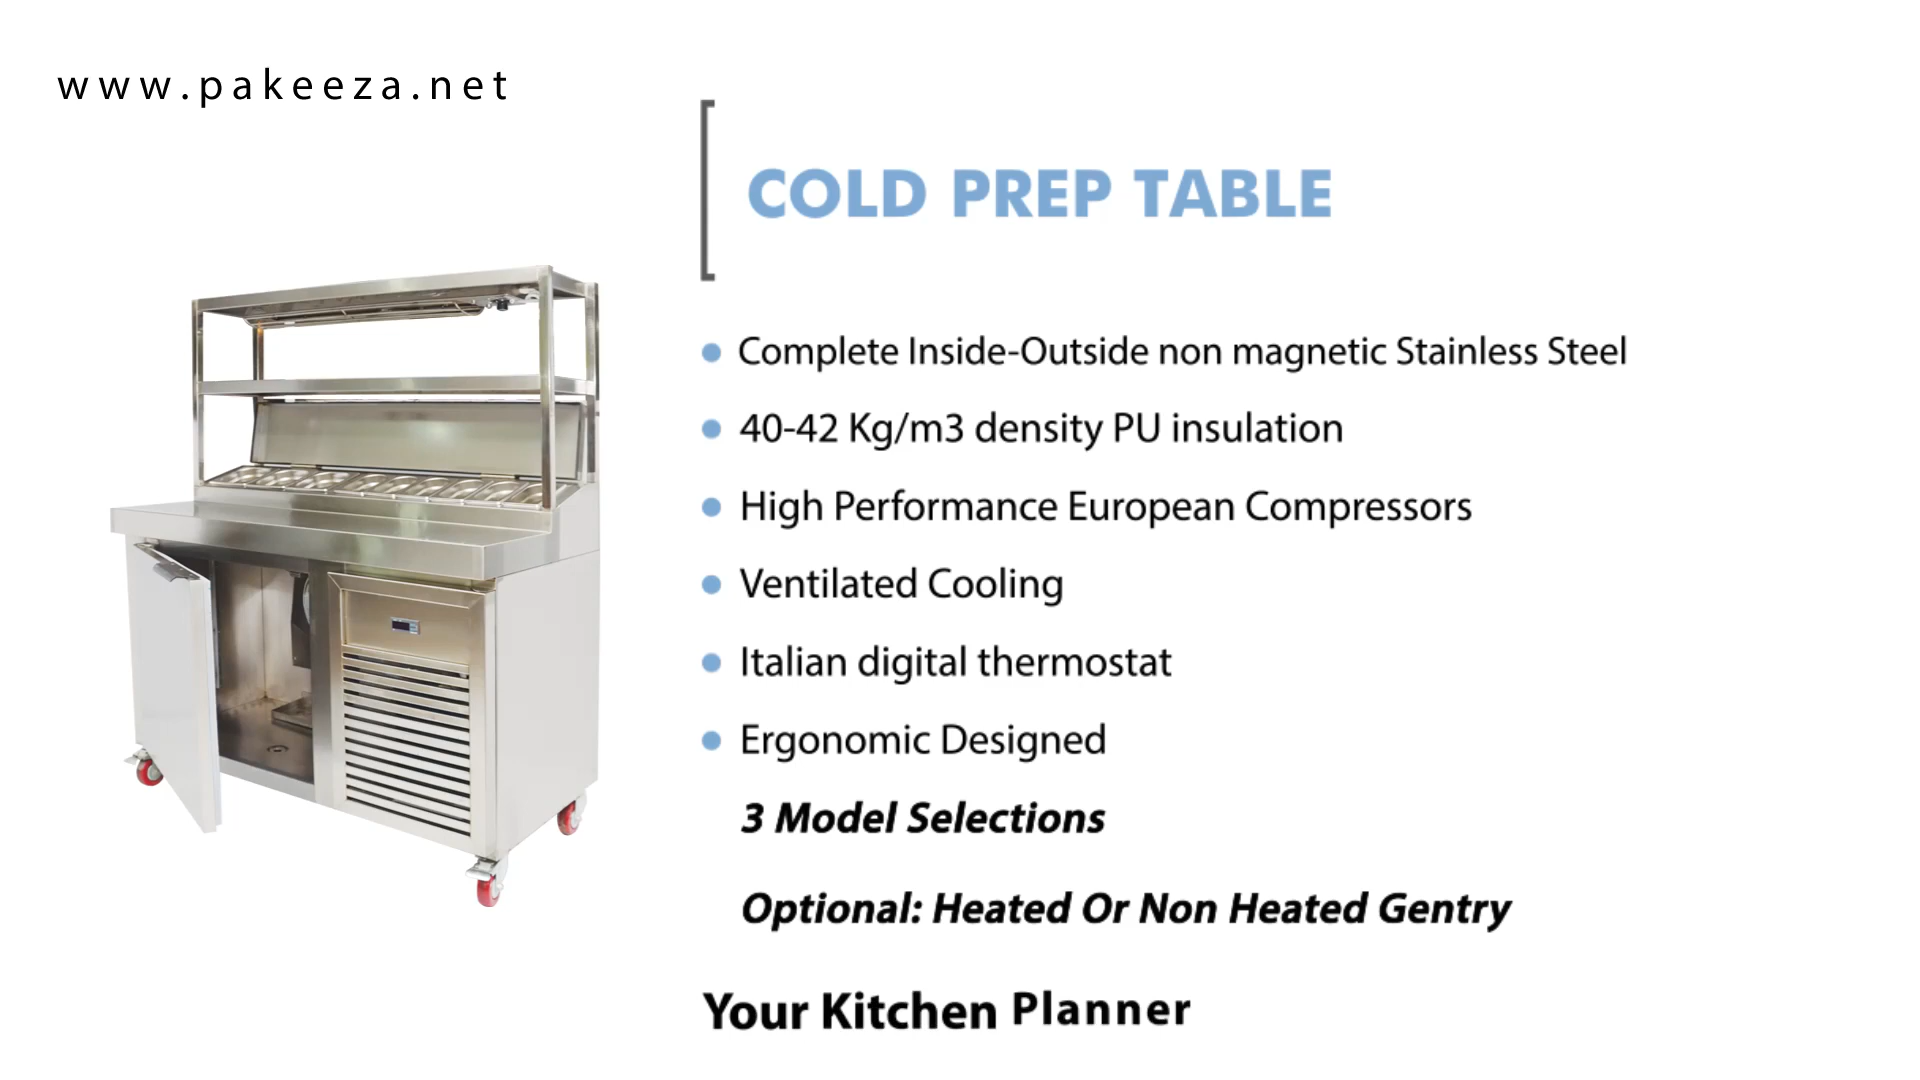 www.pakeeza.net
COLD PREP TABLE
Complete Inside-Outside non magnetic Stainless Steel
40-42 Kg/m3 density PU insulation
High Performance European Compressors
Ventilated Cooling
Italian digital thermostat
Ergonomic Designed
3 Model Selections
Optional: Heated Or Non Heated Gentry
Your Kitchen Planner